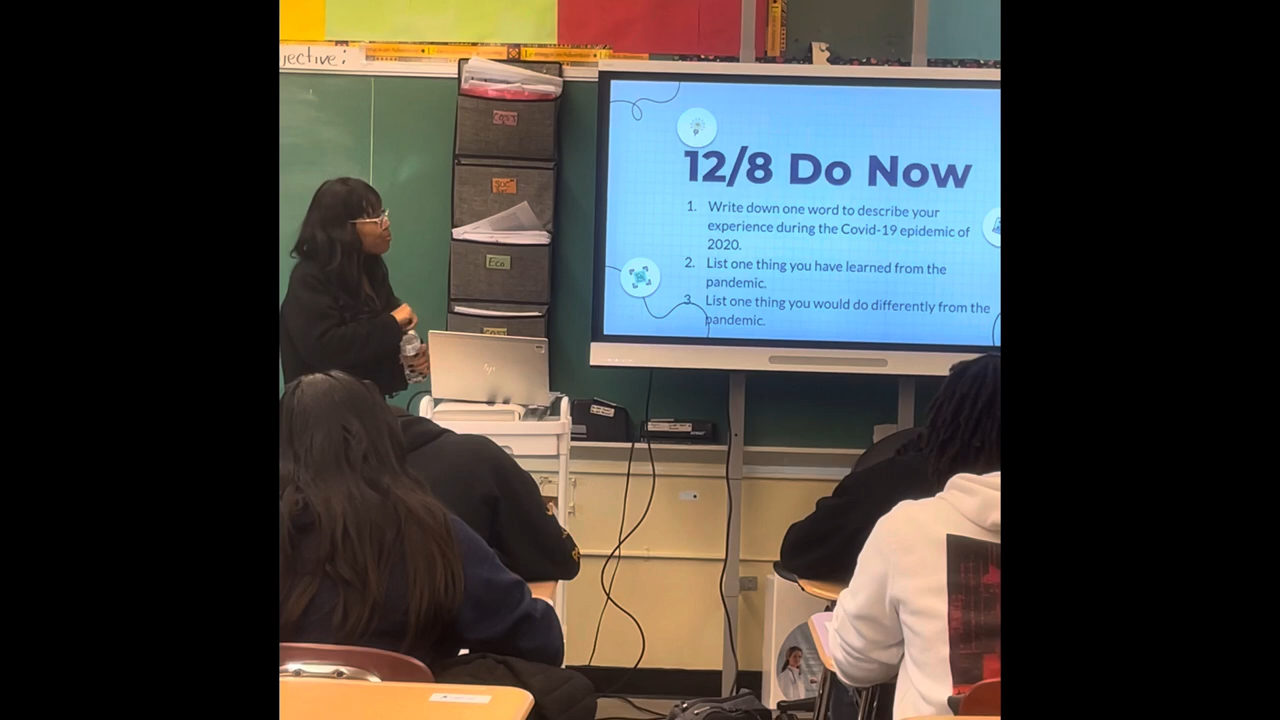 jective:
COST
Eco
12/8 Do Now
1. Write down one word to describe your
experience during the Covid-19 epidemic of
2020.
2. List one thing you have learned from the
pandemic.
3. List one thing you would do differently from the
pandemic.
hp